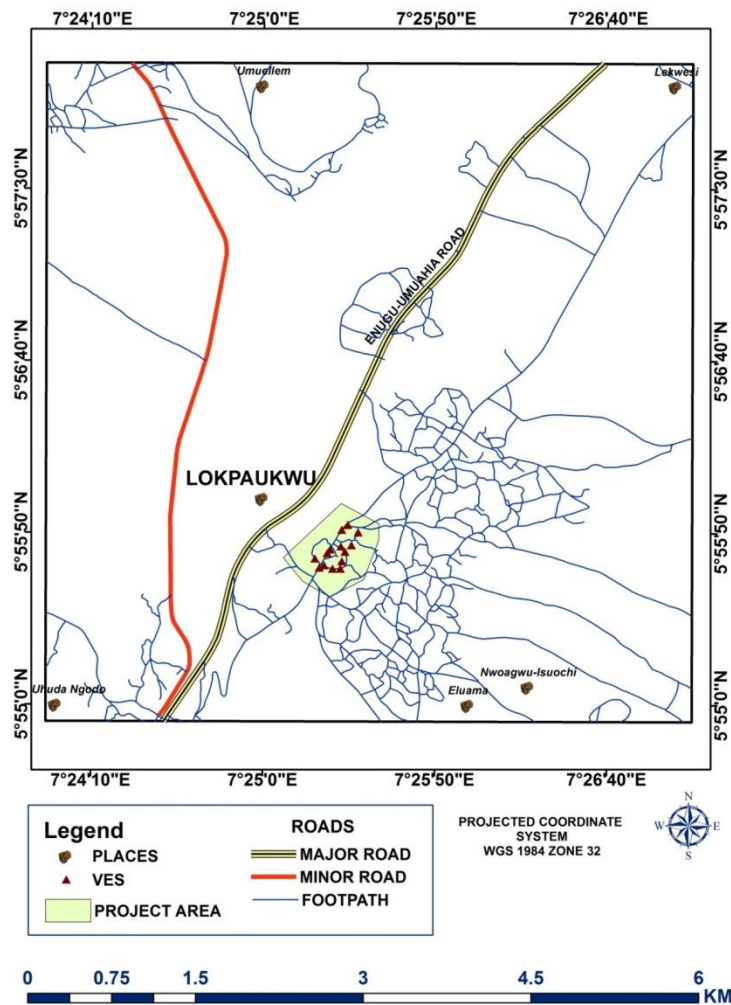 7°24'10"E 7°25'0"E 7°25'50"E 7°26'40"E
Umuellem
Lekwesi
5°57'30"N 5°57'30"N
ENUGU-UMUAHIA ROAD
5°56'40"N 5°56'40"N
LOKPAUKWU
5°55'50"N 5°55'50"N
Nwoagwu-Isuochi
Uhuda Ngodo
Eluama
5°55'0"N 5°55'0"N
7°24'10"E 7°25'0"E 7°25'50"E 7°26'40"E
Legend
PLACES
VES
PROJECT AREA
ROADS
MAJOR ROAD
MINOR ROAD
FOOTPATH
PROJECTED COORDINATE
SYSTEM
WGS 1984 ZONE 32
N
W E
S
0 0.75 1.5 3 4.5 6
KM